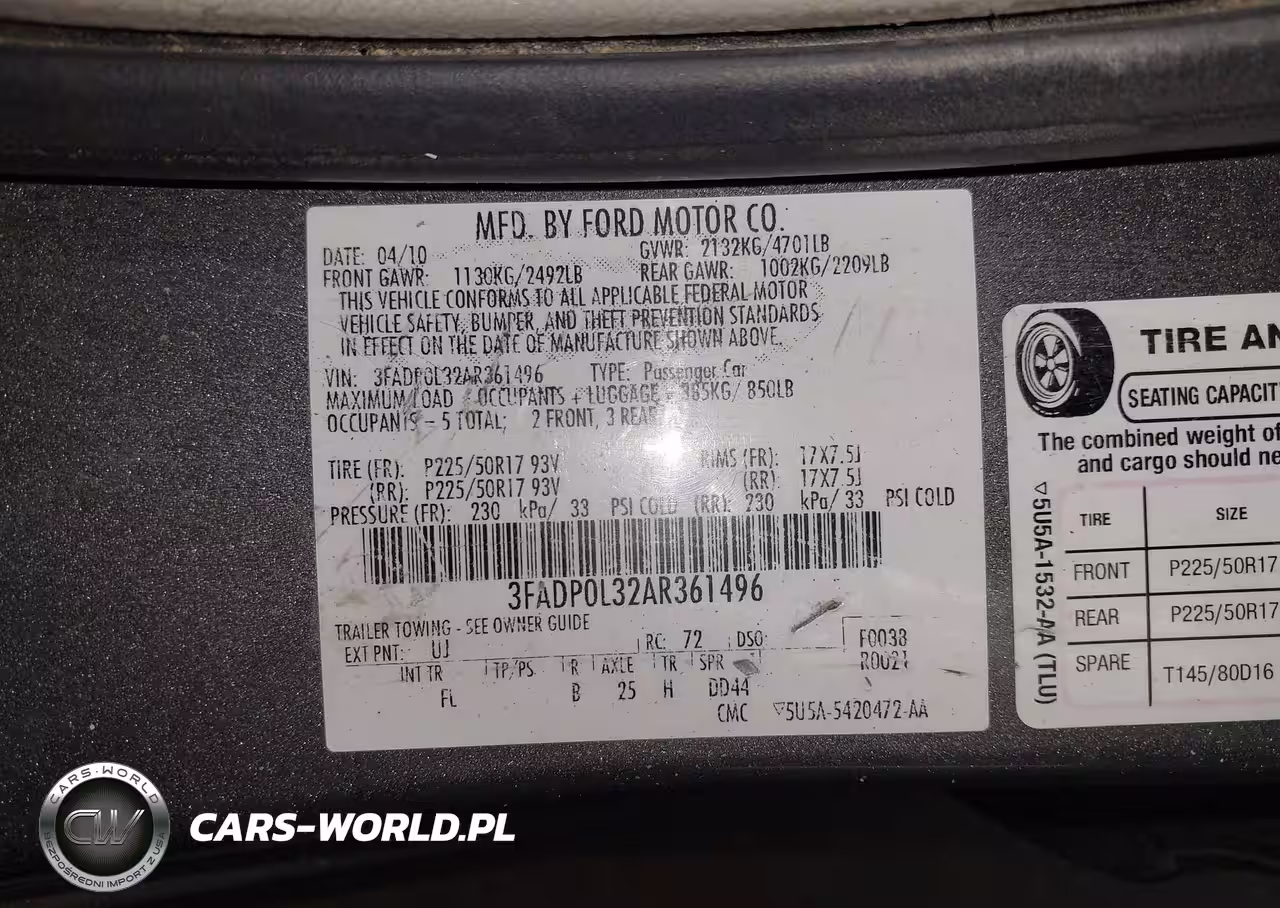 MFD. BY FORD MOTOR CO.
DATE: 04/10 GVWR: 2132KG/4701LB
FRONT GAWR: 1130KG/2492LB REAR GAWR: 1002KG/2209LB
THIS VEHICLE CONFORMS TO ALL APPLICABLE FEDERAL MOTOR
VEHICLE SAFETY, BUMPER, AND THEFT PREVENTION STANDARDS
IN EFFECT ON THE DATE OF MANUFACTURE SHOWN ABOVE.
VIN: 3FADP0L32AR361496 TYPE: Passenger Car
MAXIMUM LOAD / OCCUPANTS + LUGGAGE = 385KG/ 850LB
OCCUPANTS - 5 TOTAL; 2 FRONT, 3 REAR
TIRE (FR): P225/50R17 93V RIMS (FR): 17X7.5J
(RR): P225/50R17 93V (RR): 17X7.5J
PRESSURE (FR): 230 kPa/ 33 PSI COLD (RR): 230 kPa/ 33 PSI COLD
3FADP0L32AR361496
TRAILER TOWING - SEE OWNER GUIDE
EXT PNT: UJ RC: 72 DSO: F0038
INT TR TP/PS R AXLE TR SPR R0021
FL B 25 H DD44
CMC ▽5U5A-5420472-AA
TIRE AN
SEATING CAPACIT
The combined weight of
and cargo should ne
TIRE SIZE
FRONT P225/50R17
REAR P225/50R17
SPARE T145/80D16
▽5U5A-1532-AA (TLU)
CARS-WORLD
CW
BEZPOŚREDNI IMPORT Z USA
CARS-WORLD.PL